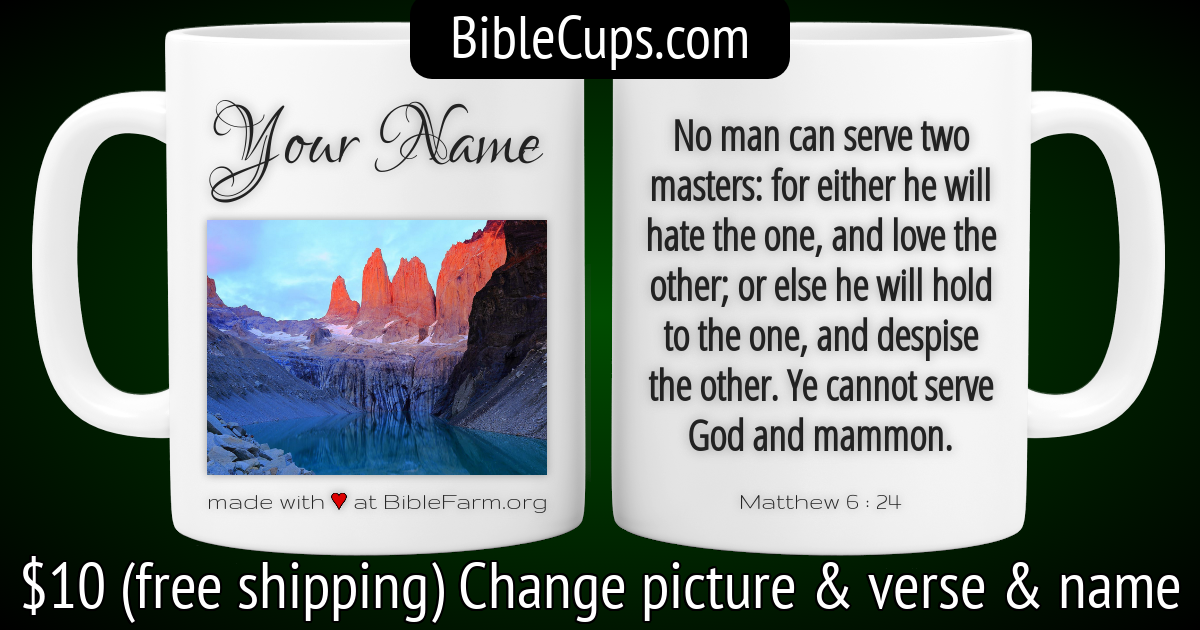 BibleCups.com
Your Name
made with ♥ at BibleFarm.org
No man can serve two
masters: for either he will
hate the one, and love the
other; or else he will hold
to the one, and despise
the other. Ye cannot serve
God and mammon.
Matthew 6 : 24
$10 (free shipping) Change picture & verse & name